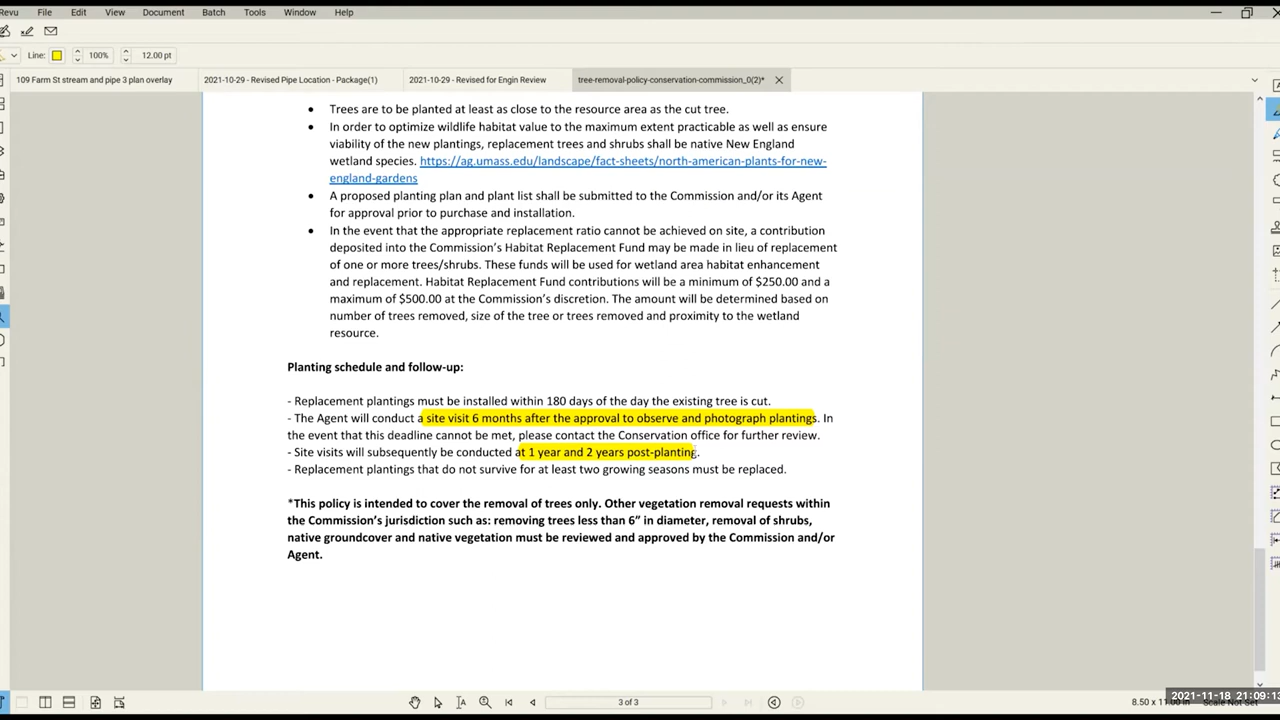 Revu File Edit View Document Batch Tools Window Help
Line: 100% 12.00 pt
109 Farm St stream and pipe 3 plan overlay 2021-10-29 - Revised Pipe Location - Package(1) 2021-10-29 - Revised for Engin Review tree-removal-policy-conservation-commission_0(2)*
• Trees are to be planted at least as close to the resource area as the cut tree.
• In order to optimize wildlife habitat value to the maximum extent practicable as well as ensure
viability of the new plantings, replacement trees and shrubs shall be native New England
wetland species. https://ag.umass.edu/landscape/fact-sheets/north-american-plants-for-new-
england-gardens
• A proposed planting plan and plant list shall be submitted to the Commission and/or its Agent
for approval prior to purchase and installation.
• In the event that the appropriate replacement ratio cannot be achieved on site, a contribution
deposited into the Commission's Habitat Replacement Fund may be made in lieu of replacement
of one or more trees/shrubs. These funds will be used for wetland area habitat enhancement
and replacement. Habitat Replacement Fund contributions will be a minimum of $250.00 and a
maximum of $500.00 at the Commission's discretion. The amount will be determined based on
number of trees removed, size of the tree or trees removed and proximity to the wetland
resource.
Planting schedule and follow-up:
- Replacement plantings must be installed within 180 days of the day the existing tree is cut.
- The Agent will conduct a site visit 6 months after the approval to observe and photograph plantings. In
the event that this deadline cannot be met, please contact the Conservation office for further review.
- Site visits will subsequently be conducted at 1 year and 2 years post-planting.
- Replacement plantings that do not survive for at least two growing seasons must be replaced.
*This policy is intended to cover the removal of trees only. Other vegetation removal requests within
the Commission's jurisdiction such as: removing trees less than 6” in diameter, removal of shrubs,
native groundcover and native vegetation must be reviewed and approved by the Commission and/or
Agent.
2021-11-18 21:09:13
3 of 3 8.50 x 11.00 in Scale Not Set